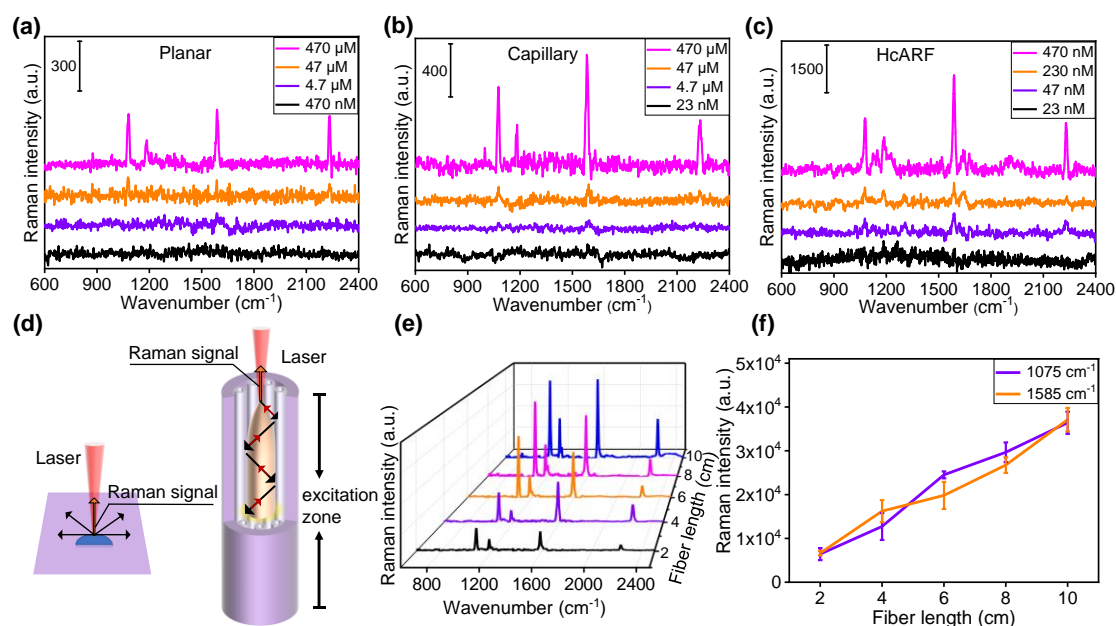 (a)
Planar
300
470 μM
47 μM
4.7 μM
470 nM
Raman intensity (a.u.)
600 900 1200 1500 1800 2100 2400
Wavenumber (cm⁻¹)
(b)
Capillary
400
470 μM
47 μM
4.7 μM
23 nM
Raman intensity (a.u.)
600 900 1200 1500 1800 2100 2400
Wavenumber (cm⁻¹)
(c)
HcARF
1500
470 nM
230 nM
47 nM
23 nM
Raman intensity (a.u.)
600 900 1200 1500 1800 2100 2400
Wavenumber (cm⁻¹)
(d)
Raman signal
Laser
Laser
Raman signal
excitation
zone
(e)
Raman intensity (a.u.)
800 1200 1600 2000 2400
Wavenumber (cm⁻¹)
2 4 6 8 10
Fiber length (cm)
(f)
1075 cm⁻¹
1585 cm⁻¹
Raman intensity (a.u.)
5x10⁴
4x10⁴
3x10⁴
2x10⁴
1x10⁴
0
2 4 6 8 10
Fiber length (cm)